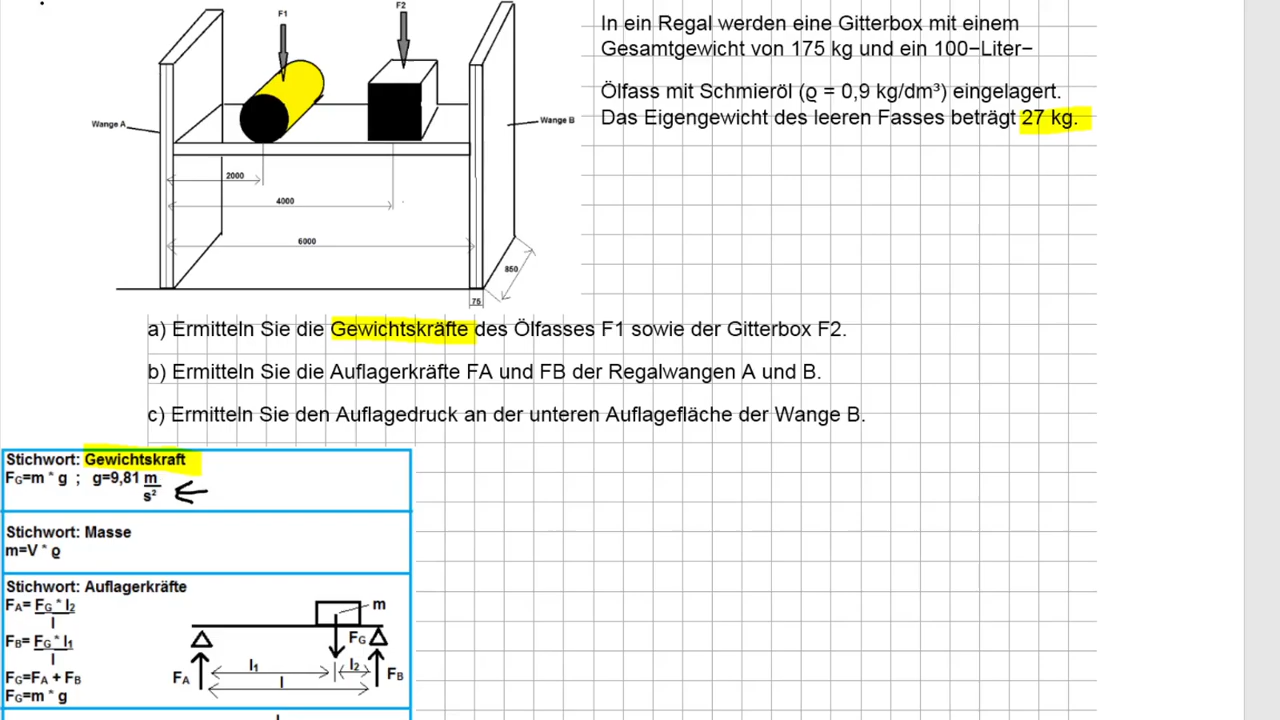 F1
F2
Wange A
Wange B
2000
4000
6000
850
75
In ein Regal werden eine Gitterbox mit einem
Gesamtgewicht von 175 kg und ein 100−Liter−
Ölfass mit Schmieröl (ϱ = 0,9 kg/dm³) eingelagert.
Das Eigengewicht des leeren Fasses beträgt 27 kg.
a) Ermitteln Sie die Gewichtskräfte des Ölfasses F1 sowie der Gitterbox F2.
b) Ermitteln Sie die Auflagerkräfte FA und FB der Regalwangen A und B.
c) Ermitteln Sie den Auflagedruck an der unteren Auflagefläche der Wange B.
Stichwort: Gewichtskraft
FG=m * g ; g=9,81 m
s²
Stichwort: Masse
m=V * ϱ
Stichwort: Auflagerkräfte
FA= FG * l2
l
FB= FG * l1
l
FG=FA + FB
FG=m * g
m
FG
l1
l2
FA
l
FB